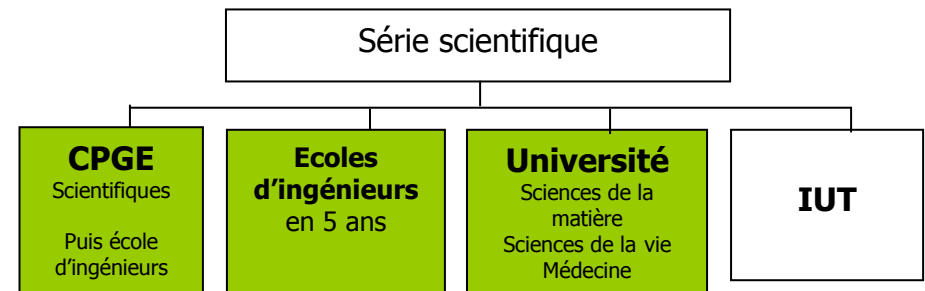 Série scientifique
CPGE
Scientifiques
Puis école
d'ingénieurs
Ecoles
d'ingénieurs
en 5 ans
Université
Sciences de la
matière
Sciences de la vie
Médecine
IUT